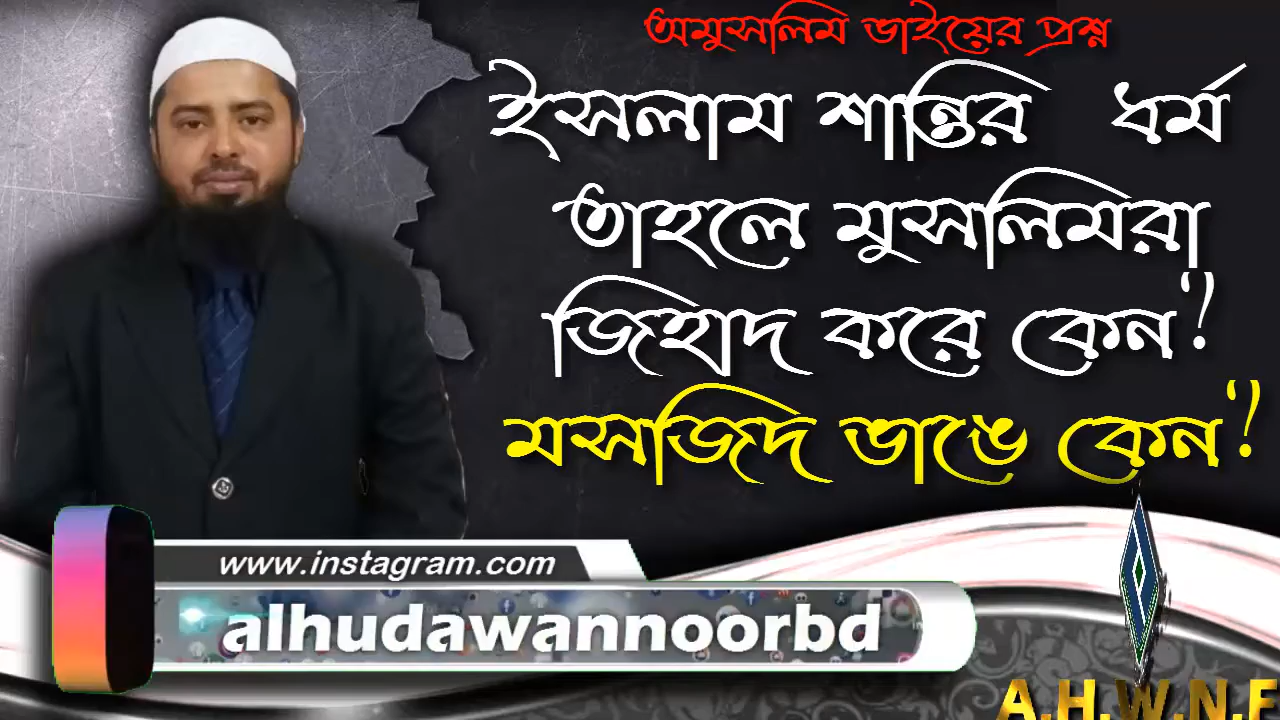 অমুসলিম ভাইয়ের প্রশ্ন
ইসলাম শান্তির ধর্ম
তাহলে মুসলিমরা
জিহাদ করে কেন?
মসজিদ ভাঙে কেন?
www.instagram.com
alhudawannoorbd
A.H.W.N.F